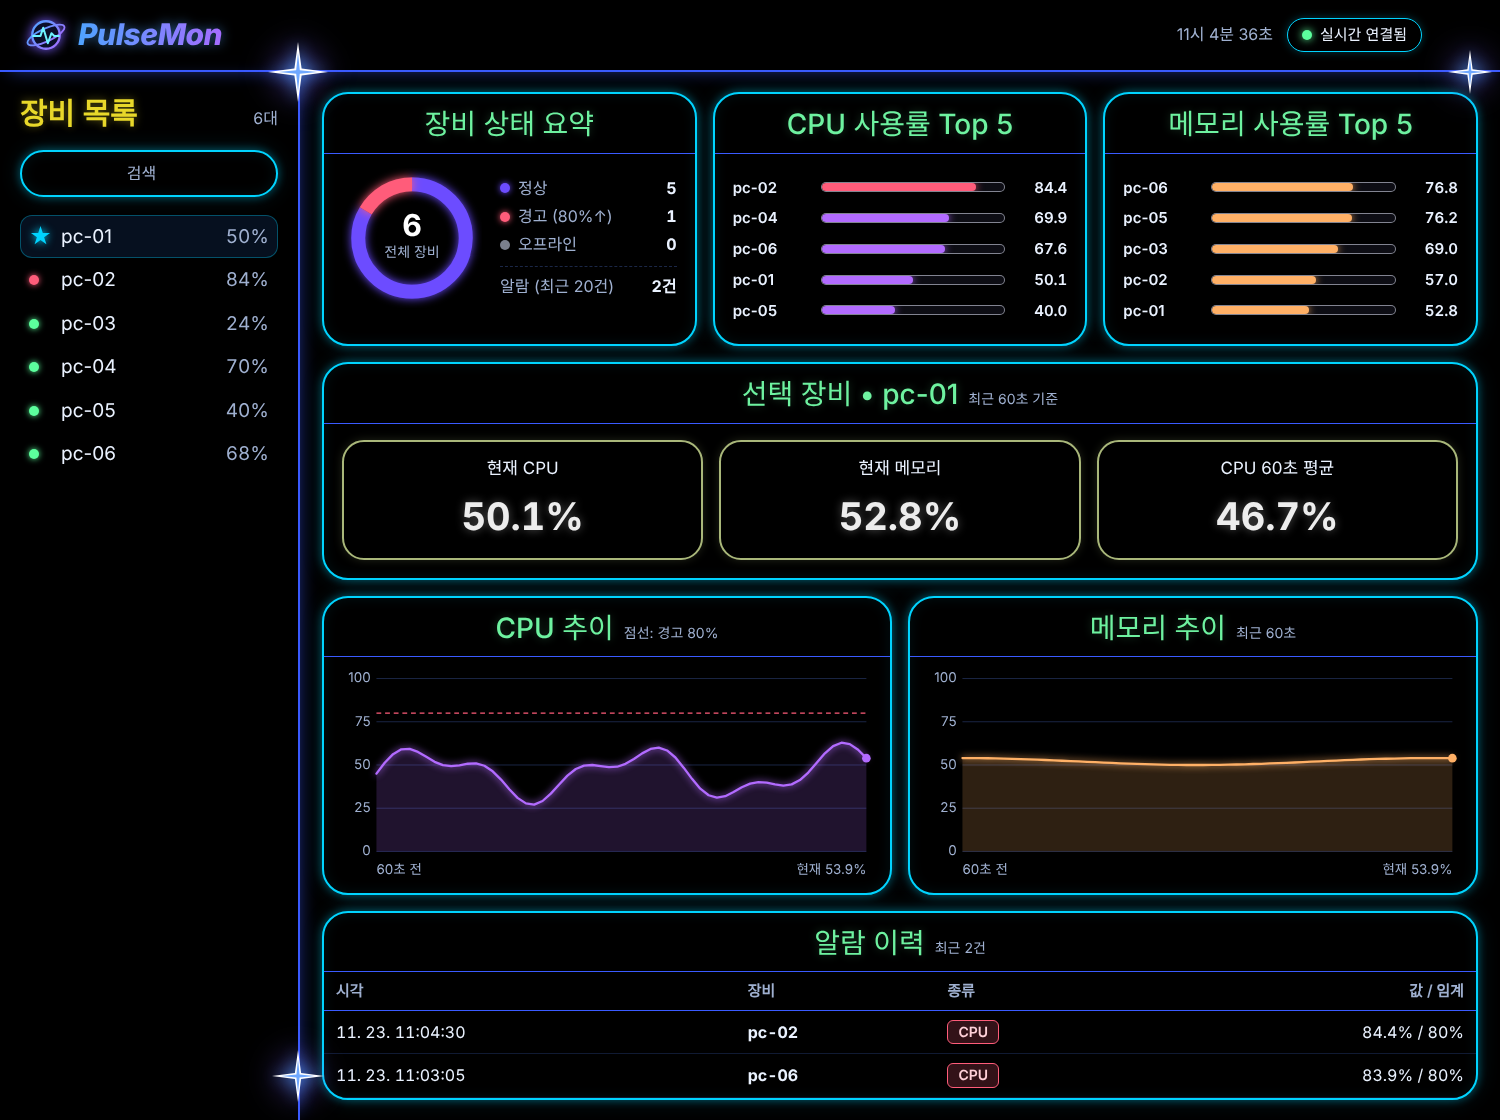 PulseMon
11시 4분 36초
실시간 연결됨
장비 목록
6대
검색
pc-01 50%
pc-02 84%
pc-03 24%
pc-04 70%
pc-05 40%
pc-06 68%
장비 상태 요약
6
전체 장비
정상 5
경고 (80%↑) 1
오프라인 0
알람 (최근 20건) 2건
CPU 사용률 Top 5
pc-02 84.4
pc-04 69.9
pc-06 67.6
pc-01 50.1
pc-05 40.0
메모리 사용률 Top 5
pc-06 76.8
pc-05 76.2
pc-03 69.0
pc-02 57.0
pc-01 52.8
선택 장비 • pc-01 최근 60초 기준
현재 CPU
50.1%
현재 메모리
52.8%
CPU 60초 평균
46.7%
CPU 추이 점선: 경고 80%
100
75
50
25
0
60초 전 현재 53.9%
메모리 추이 최근 60초
100
75
50
25
0
60초 전 현재 53.9%
알람 이력 최근 2건
시각 장비 종류 값 / 임계
11. 23. 11:04:30 pc-02 CPU 84.4% / 80%
11. 23. 11:03:05 pc-06 CPU 83.9% / 80%